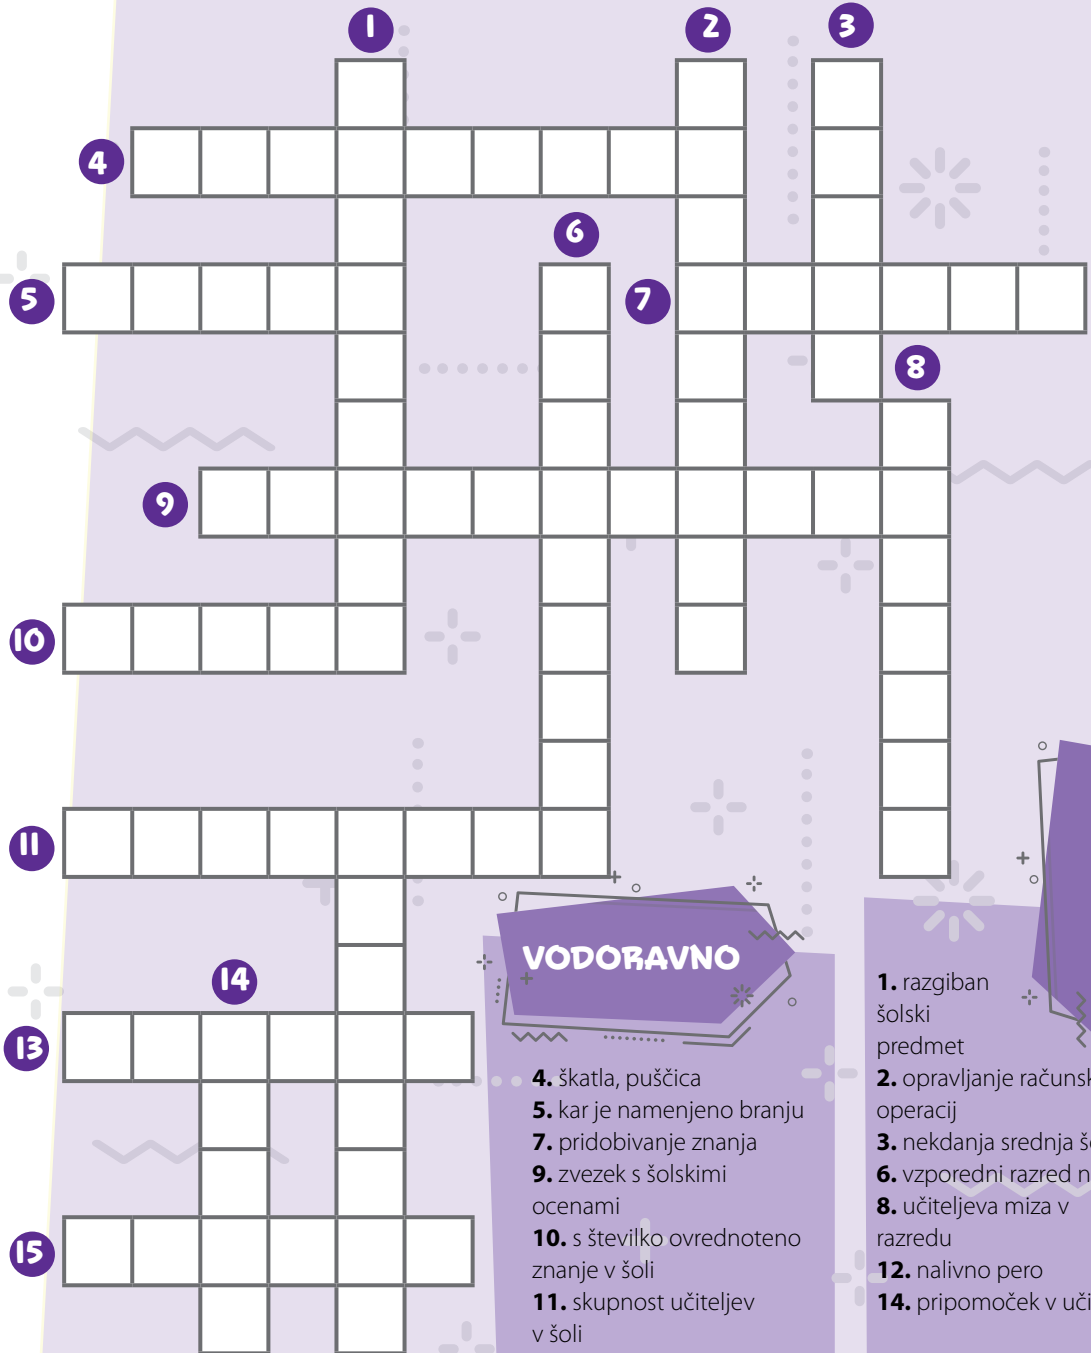 1
2
3
4
6
5
7
8
9
10
11
14
13
15
VODORAVNO
4. škatla, puščica
5. kar je namenjeno branju
7. pridobivanje znanja
9. zvezek s šolskimi
ocenami
10. s številko ovrednoteno
znanje v šoli
11. skupnost učiteljev
v šoli
1. razgiban
šolski
predmet
2. opravljanje računsk
operacij
3. nekdanja srednja š
6. vzporedni razred n
8. učiteljeva miza v
razredu
12. nalivno pero
14. pripomoček v uči